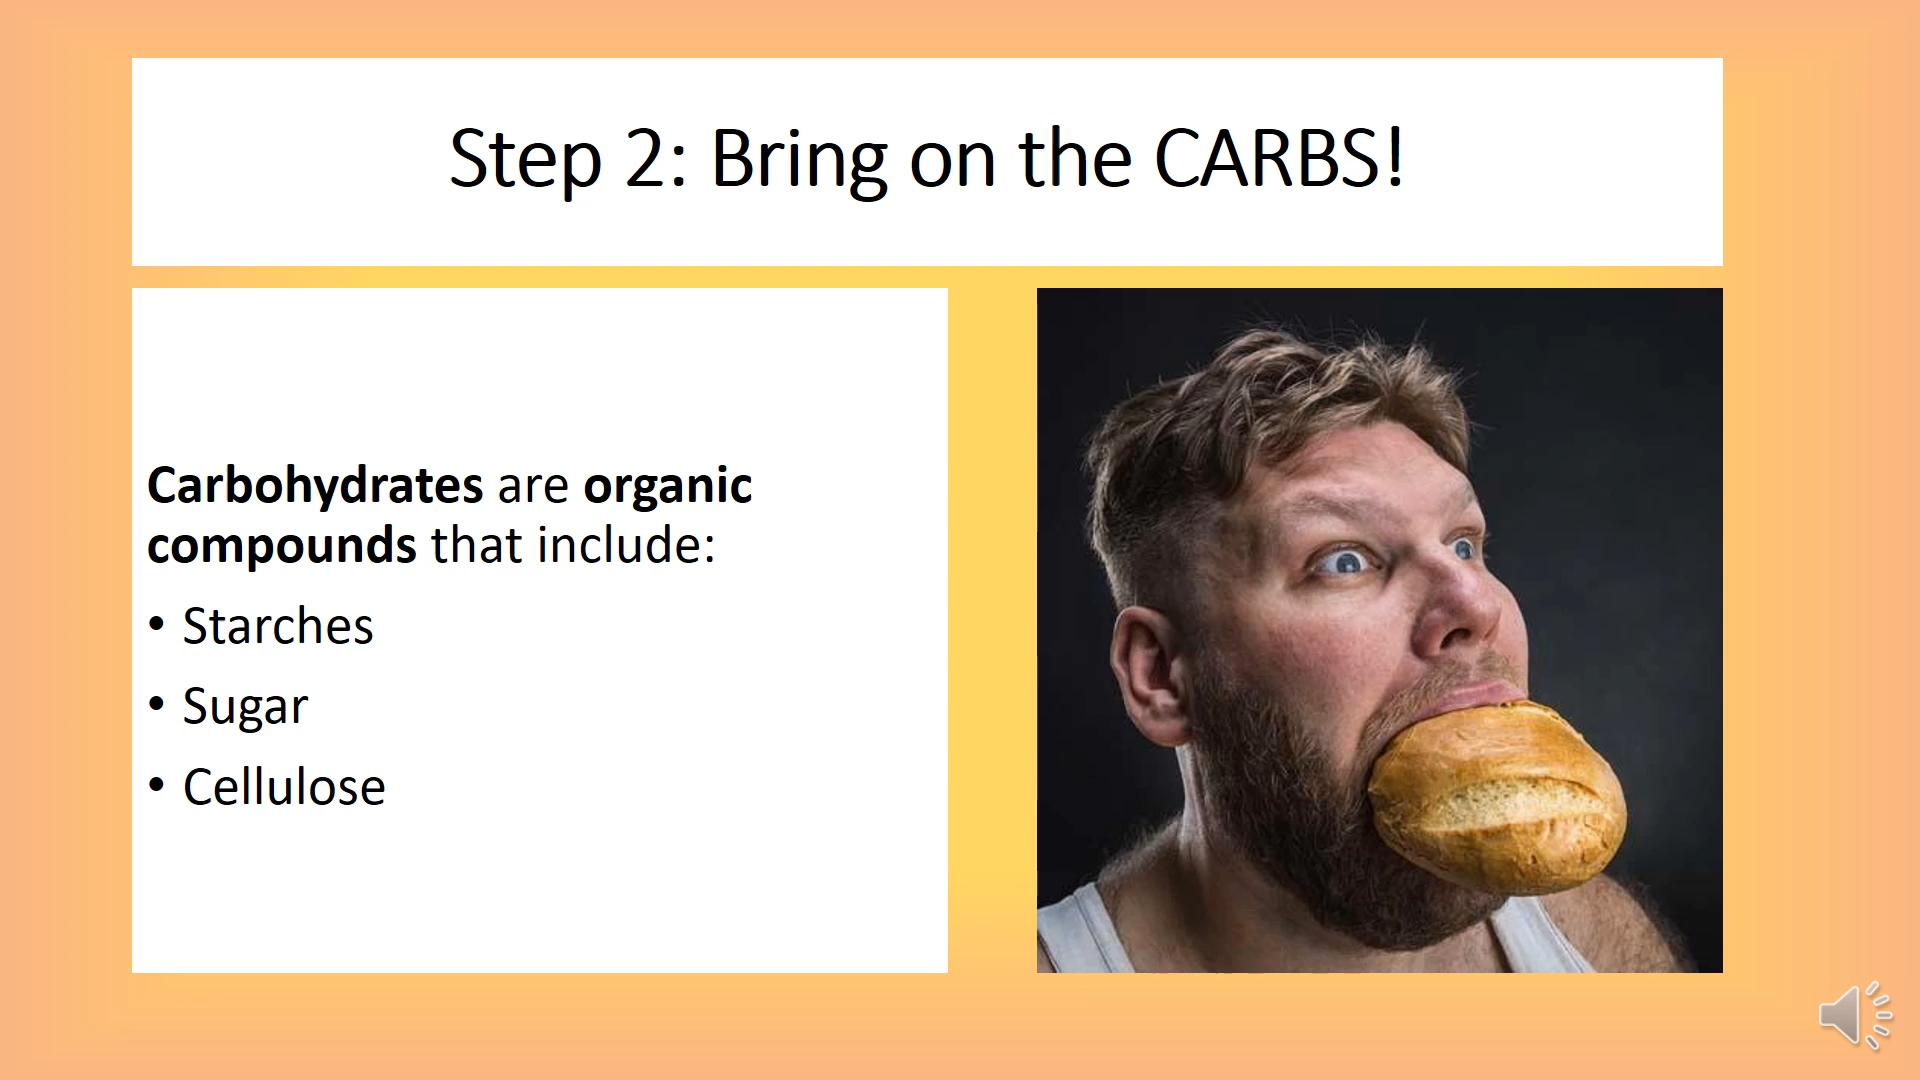 Step 2: Bring on the CARBS!
Carbohydrates are organic
compounds that include:
• Starches
• Sugar
• Cellulose